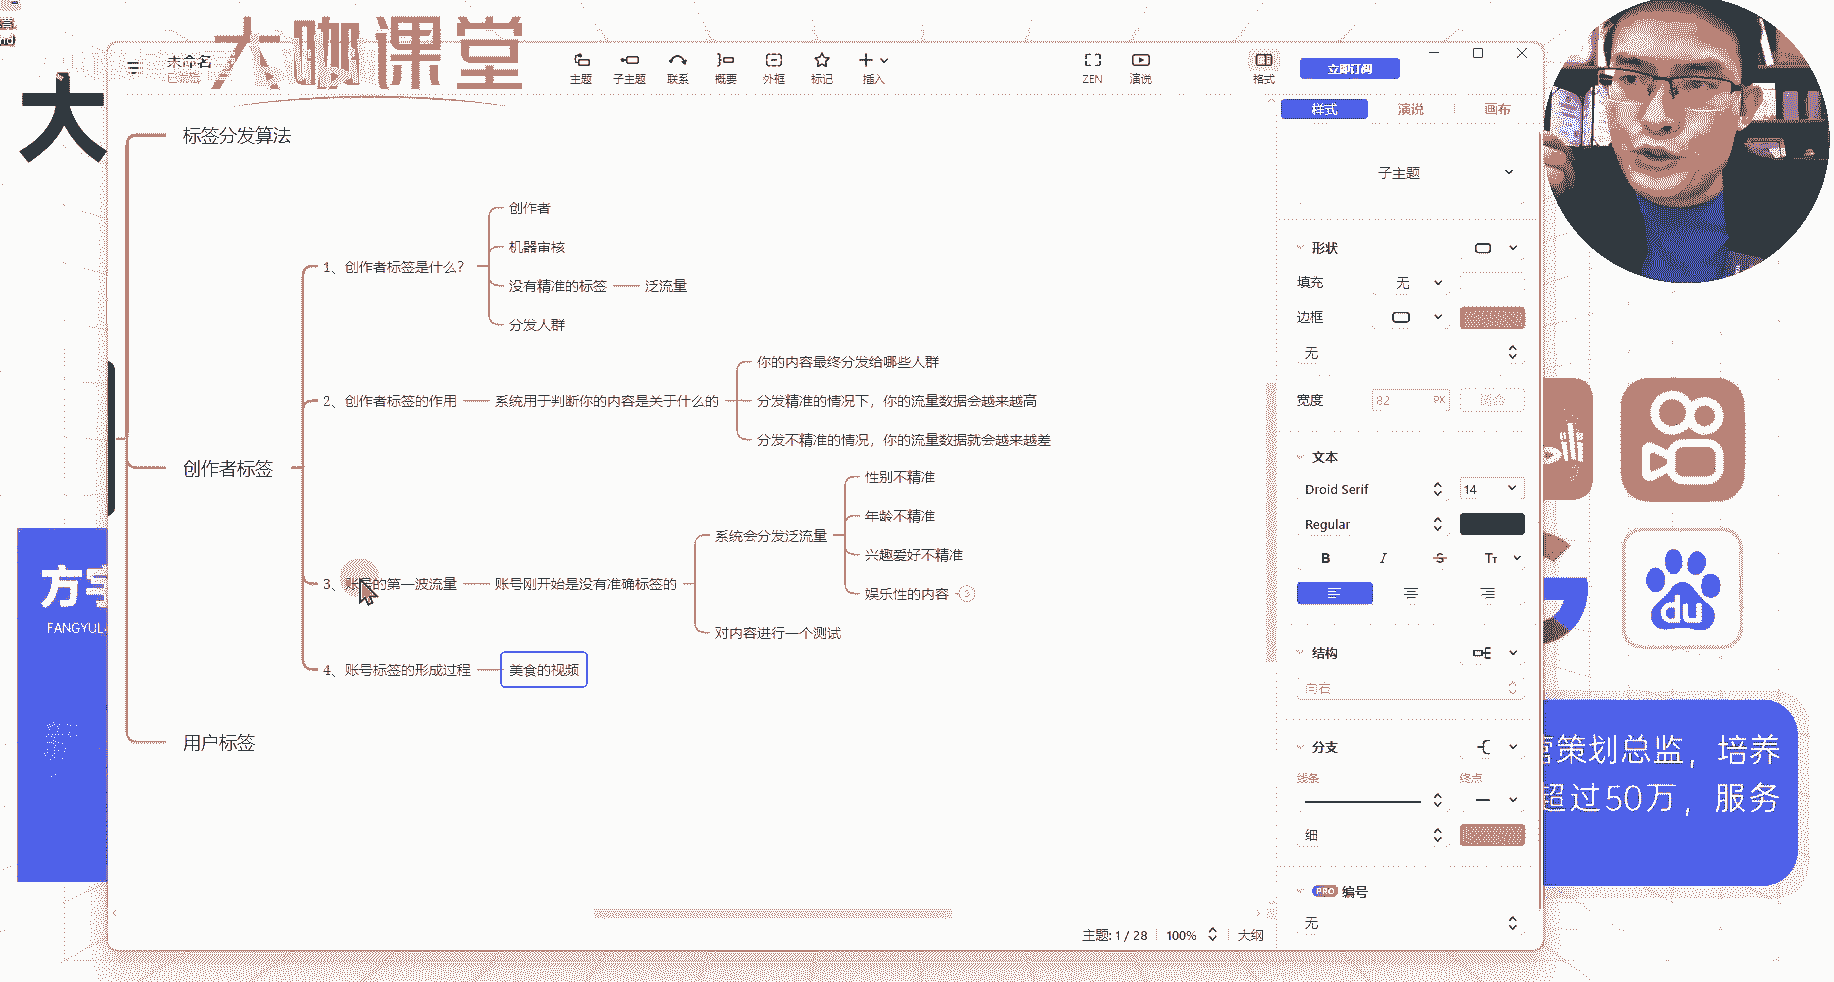 大咖课堂
未命名
主题
子主题
联系
概要
外框
标记
插入
ZEN
演说
格式
立即订阅
大
标签分发算法
创作者
机器审核
1、创作者标签是什么?
没有精准的标签
泛流量
分发人群
你的内容最终分发给哪些人群
2、创作者标签的作用
系统用于判断你的内容是关于什么的
分发精准的情况下，你的流量数据会越来越高
分发不精准的情况，你的流量数据就会越来越差
创作者标签
性别不精准
年龄不精准
系统会分发泛流量
兴趣爱好不精准
3、账号的第一波流量
账号刚开始是没有准确标签的
娱乐性的内容
3
对内容进行一个测试
4、账号标签的形成过程
美食的视频
用户标签
样式
演说
画布
子主题
形状
填充
无
边框
无
宽度
82
PX
文本
Droid Serif
14
Regular
B
I
S
Tт
结构
向右
分支
线条
终点
细
PRO
编号
无
主题: 1 / 28
100%
大纲
方宇
FANGYUL
ili
du
营策划总监，培养
超过50万，服务